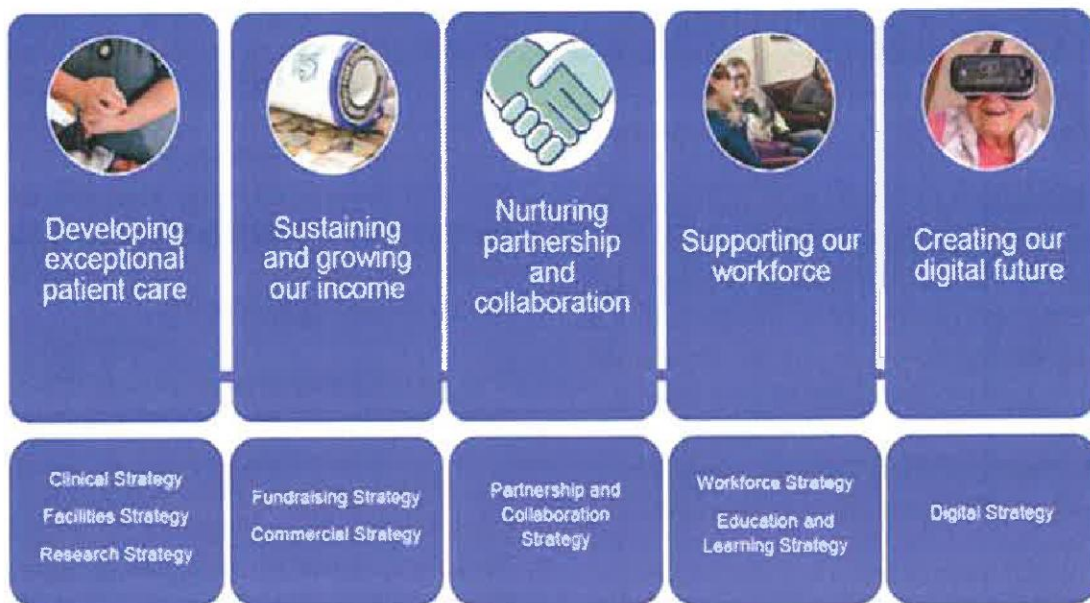 Developing
exceptional
patient care
Sustaining
and growing
our income
Nurturing
partnership
and
collaboration
Supporting our
workforce
Creating our
digital future
Clinical Strategy
Facilities Strategy
Research Strategy
Fundraising Strategy
Commercial Strategy
Partnership and
Collaboration
Strategy
Workforce Strategy
Education and
Learning Strategy
Digital Strategy